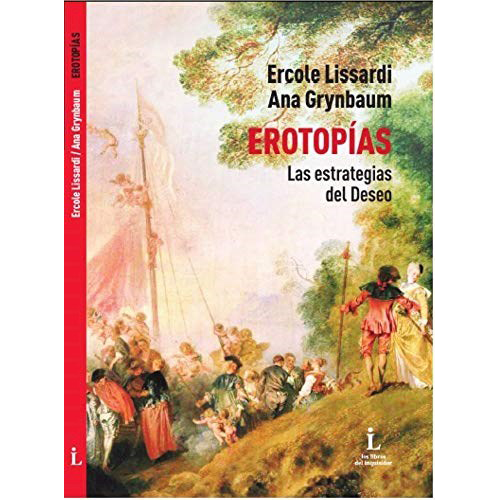 Ercole Lissardi / Ana Grynbaum EROTOPÍAS
Ercole Lissardi
Ana Grynbaum
EROTOPÍAS
Las estrategias
del Deseo
los libros
del inquisidor